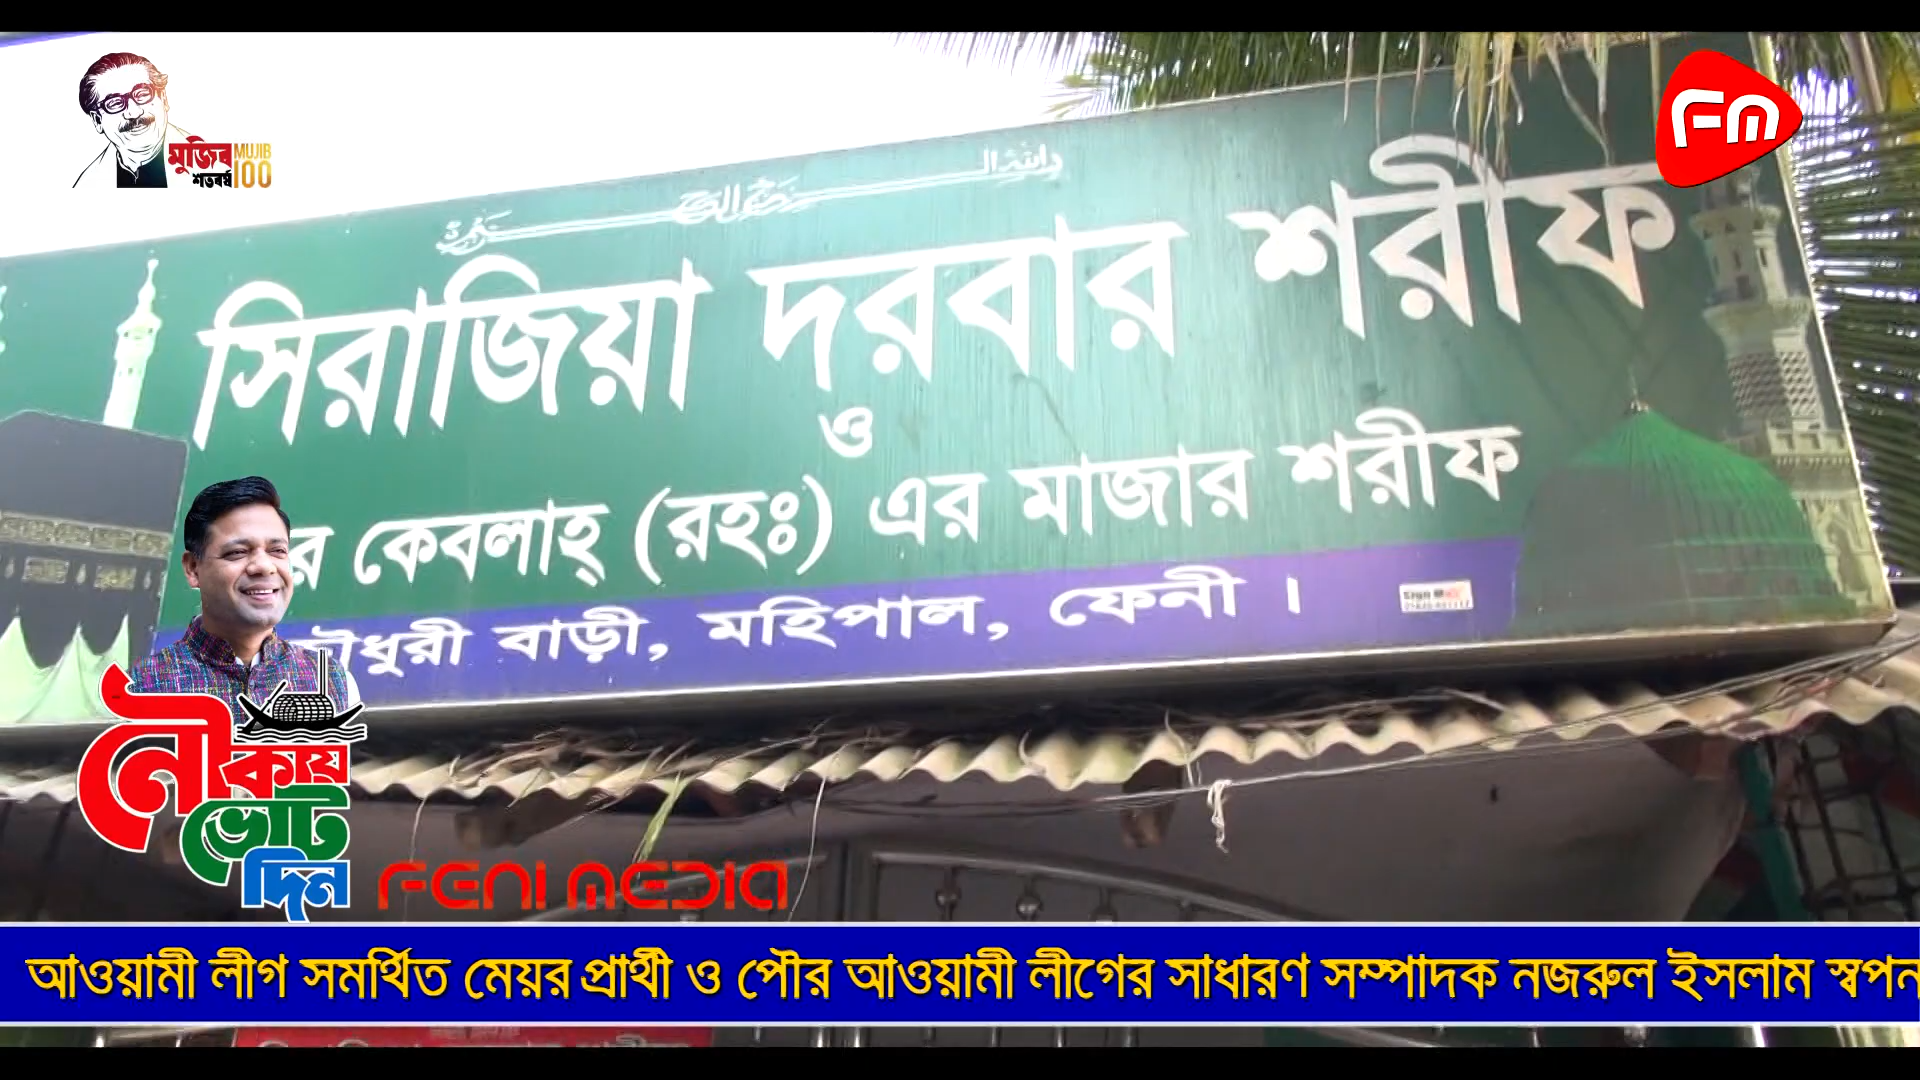 মুজিব MUJIB
শতবর্ষ 100
FM
সিরাজিয়া দরবার শরীফ
ও
কেবলাহ্ (রহঃ) এর মাজার শরীফ
চৌধুরী বাড়ী, মহিপাল, ফেনী ।
নৌকায়
ভোট
দিন
FENI MEDIA
আওয়ামী লীগ সমর্থিত মেয়র প্রার্থী ও পৌর আওয়ামী লীগের সাধারণ সম্পাদক নজরুল ইসলাম স্বপন